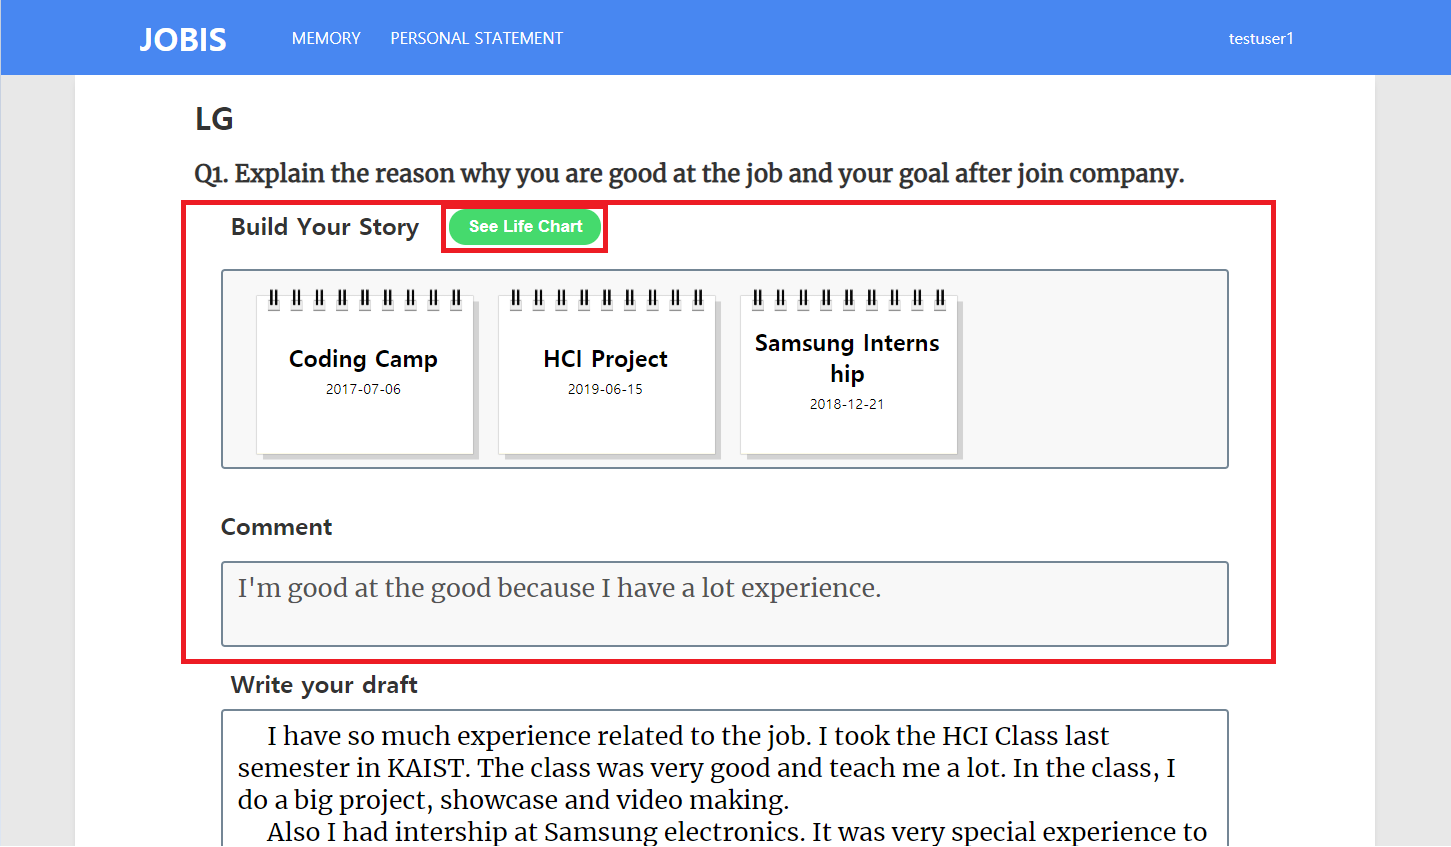 JOBIS MEMORY PERSONAL STATEMENT testuser1
LG
Q1. Explain the reason why you are good at the job and your goal after join company.
Build Your Story See Life Chart
Coding Camp
2017-07-06
HCI Project
2019-06-15
Samsung Interns
hip
2018-12-21
Comment
I'm good at the good because I have a lot experience.
Write your draft
I have so much experience related to the job. I took the HCI Class last
semester in KAIST. The class was very good and teach me a lot. In the class, I
do a big project, showcase and video making.
Also I had intership at Samsung electronics. It was very special experience to